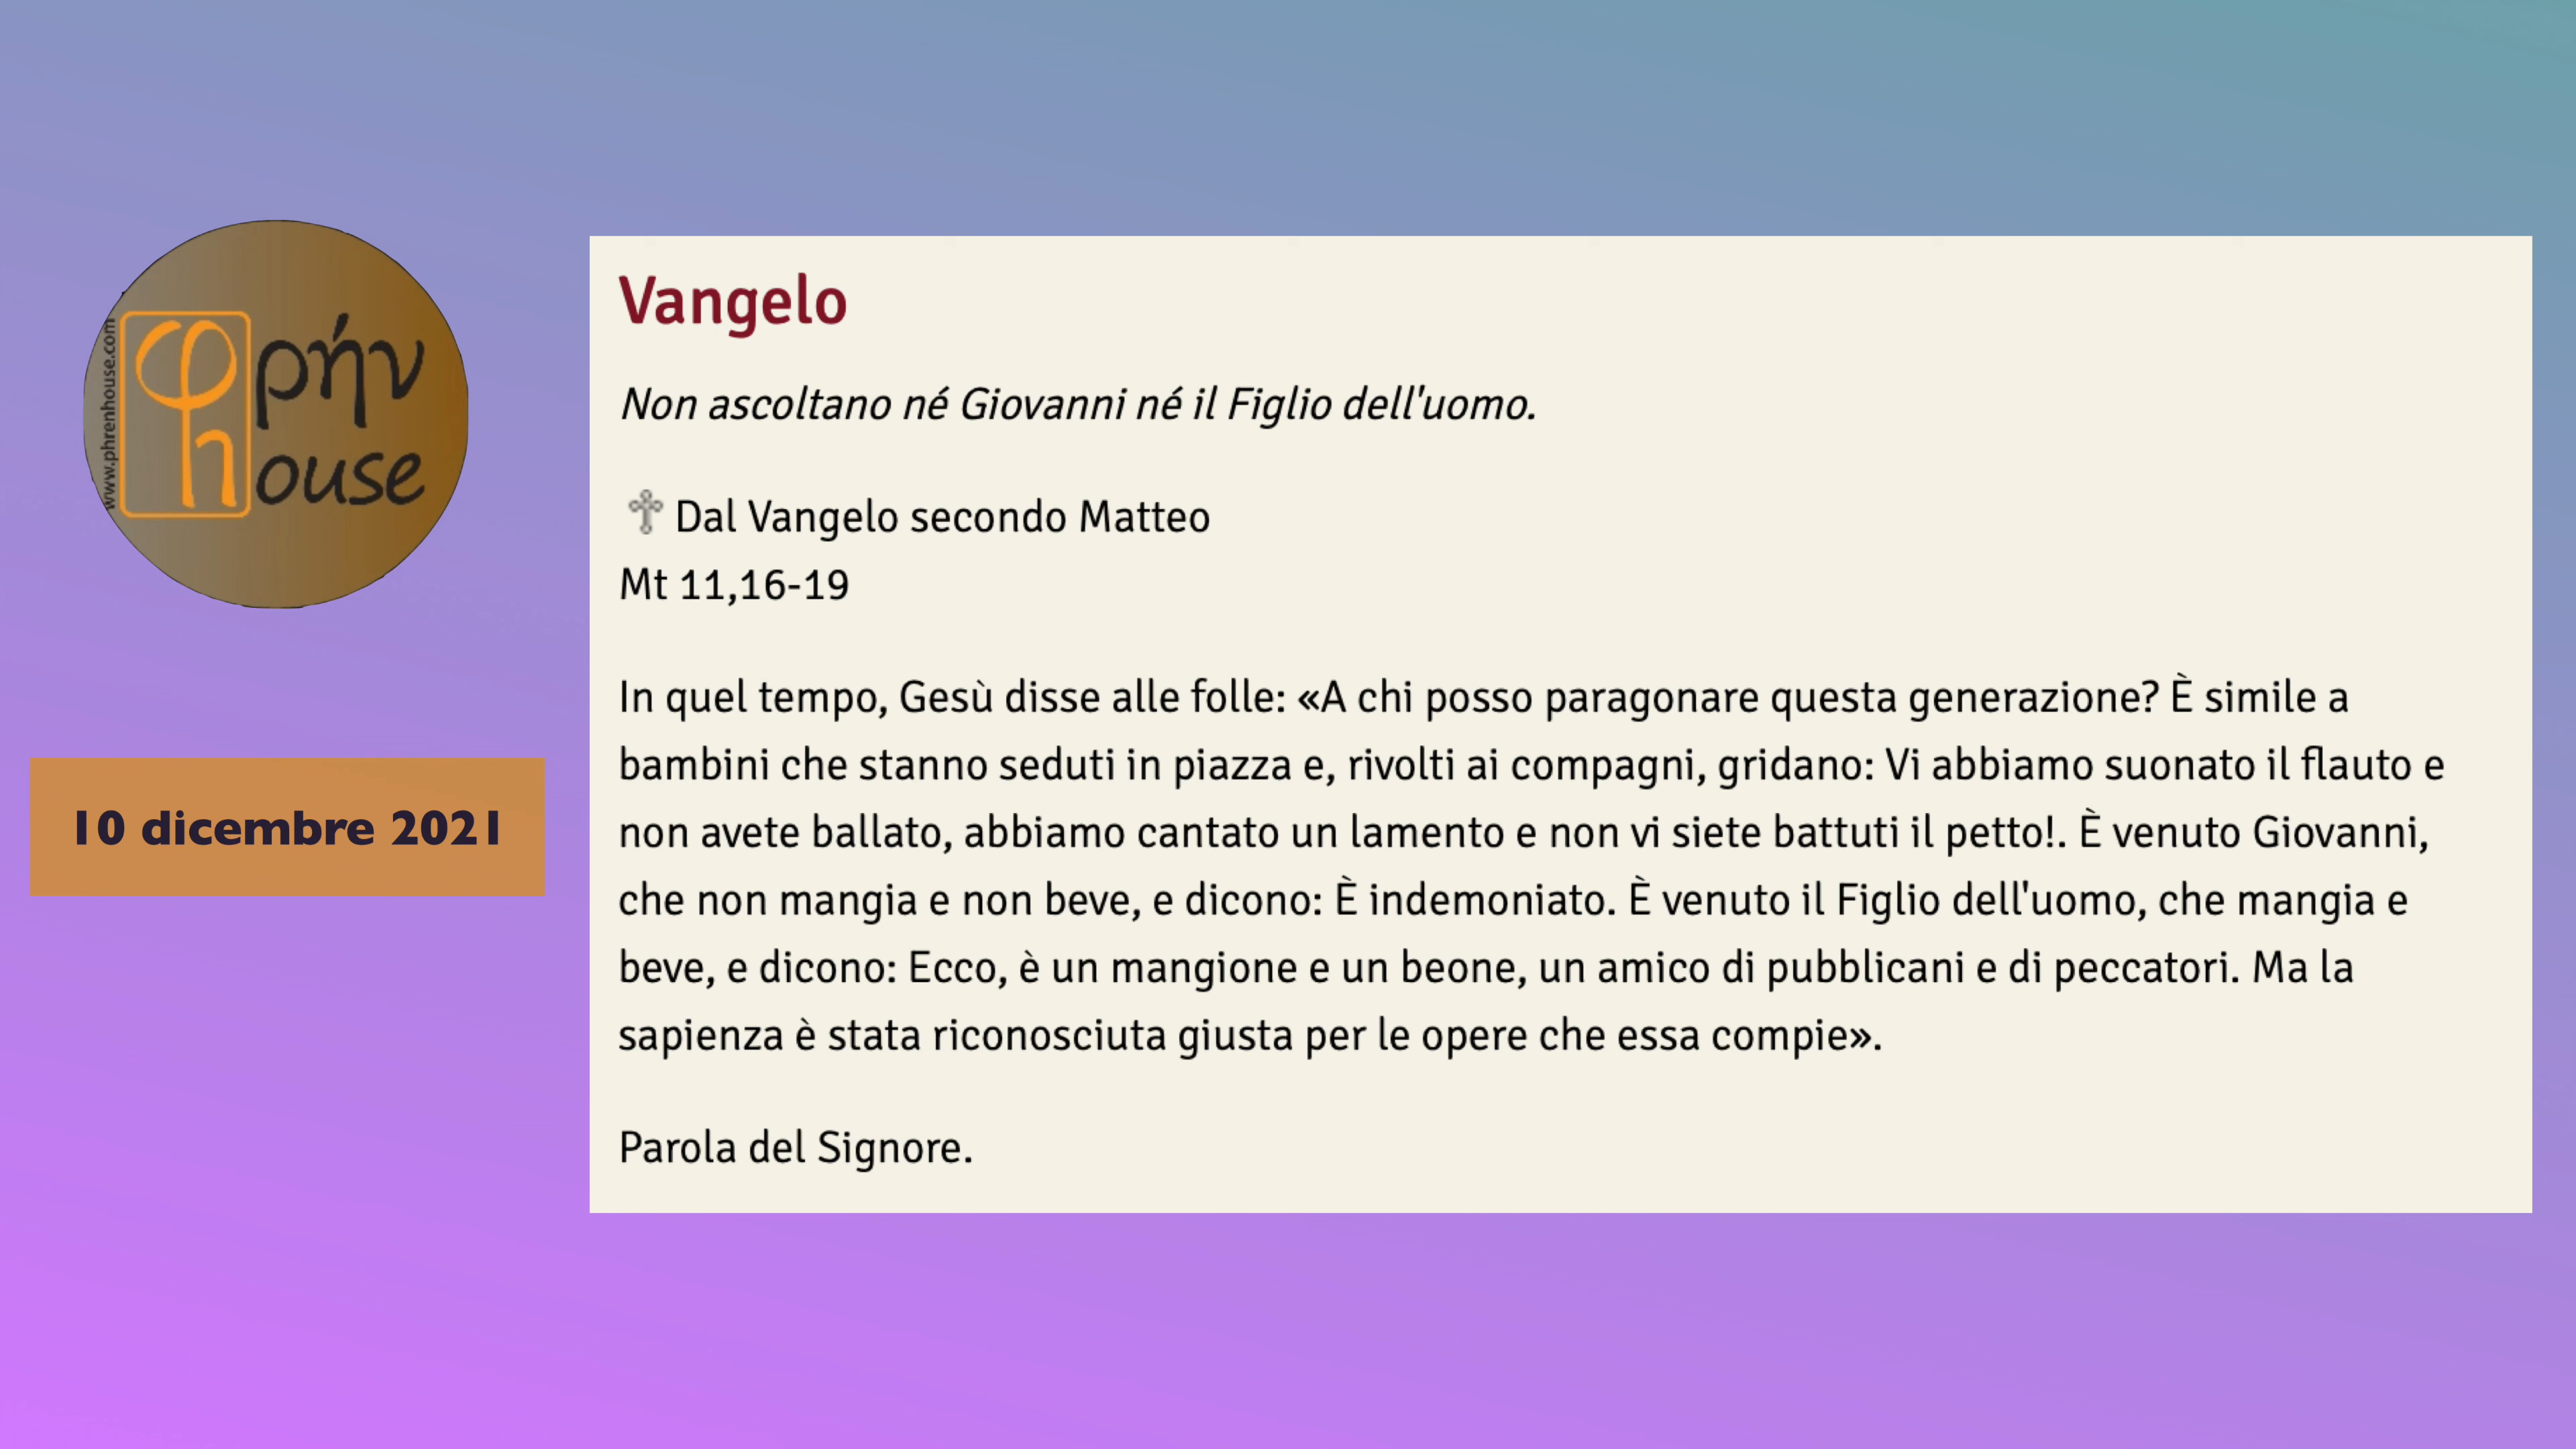 www.phrenhouse.com
φρήν
house
10 dicembre 2021
Vangelo
Non ascoltano né Giovanni né il Figlio dell'uomo.
Dal Vangelo secondo Matteo
Mt 11,16-19
In quel tempo, Gesù disse alle folle: «A chi posso paragonare questa generazione? È simile a
bambini che stanno seduti in piazza e, rivolti ai compagni, gridano: Vi abbiamo suonato il flauto e
non avete ballato, abbiamo cantato un lamento e non vi siete battuti il petto!. È venuto Giovanni,
che non mangia e non beve, e dicono: È indemoniato. È venuto il Figlio dell'uomo, che mangia e
beve, e dicono: Ecco, è un mangione e un beone, un amico di pubblicani e di peccatori. Ma la
sapienza è stata riconosciuta giusta per le opere che essa compie».
Parola del Signore.